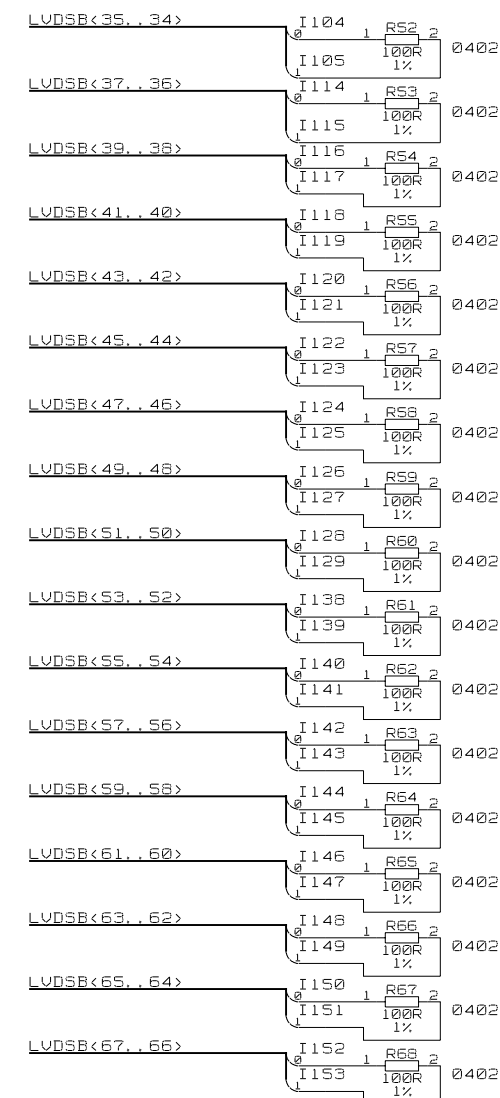 LVDSB<35..34> I104
0 1 R52 2
I105 100R 0402
1 1%
LVDSB<37..36> I114
0 1 R53 2
I115 100R 0402
1 1%
LVDSB<39..38> I116
0 1 R54 2
I117 100R 0402
1 1%
LVDSB<41..40> I118
0 1 R55 2
I119 100R 0402
1 1%
LVDSB<43..42> I120
0 1 R56 2
I121 100R 0402
1 1%
LVDSB<45..44> I122
0 1 R57 2
I123 100R 0402
1 1%
LVDSB<47..46> I124
0 1 R58 2
I125 100R 0402
1 1%
LVDSB<49..48> I126
0 1 R59 2
I127 100R 0402
1 1%
LVDSB<51..50> I128
0 1 R60 2
I129 100R 0402
1 1%
LVDSB<53..52> I138
0 1 R61 2
I139 100R 0402
1 1%
LVDSB<55..54> I140
0 1 R62 2
I141 100R 0402
1 1%
LVDSB<57..56> I142
0 1 R63 2
I143 100R 0402
1 1%
LVDSB<59..58> I144
0 1 R64 2
I145 100R 0402
1 1%
LVDSB<61..60> I146
0 1 R65 2
I147 100R 0402
1 1%
LVDSB<63..62> I148
0 1 R66 2
I149 100R 0402
1 1%
LVDSB<65..64> I150
0 1 R67 2
I151 100R 0402
1 1%
LVDSB<67..66> I152
0 1 R68 2
I153 100R 0402
1 1%